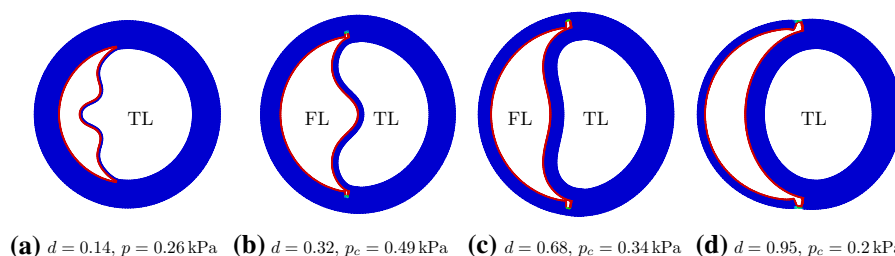 TL
FL
TL
FL
TL
TL
(a) d = 0.14, p = 0.26 kPa (b) d = 0.32, p_c = 0.49 kPa (c) d = 0.68, p_c = 0.34 kPa (d) d = 0.95, p_c = 0.2 kPa